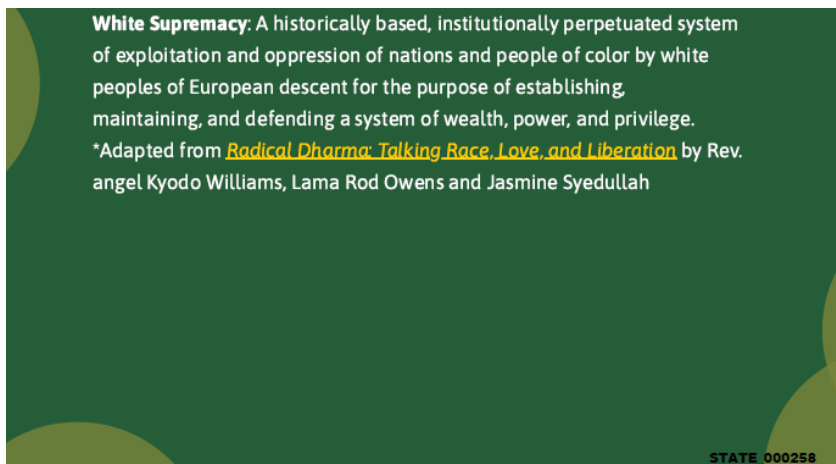 White Supremacy: A historically based, institutionally perpetuated system
of exploitation and oppression of nations and people of color by white
peoples of European descent for the purpose of establishing,
maintaining, and defending a system of wealth, power, and privilege.
*Adapted from Radical Dharma: Talking Race, Love, and Liberation by Rev.
angel Kyodo Williams, Lama Rod Owens and Jasmine Syedullah
STATE_000258